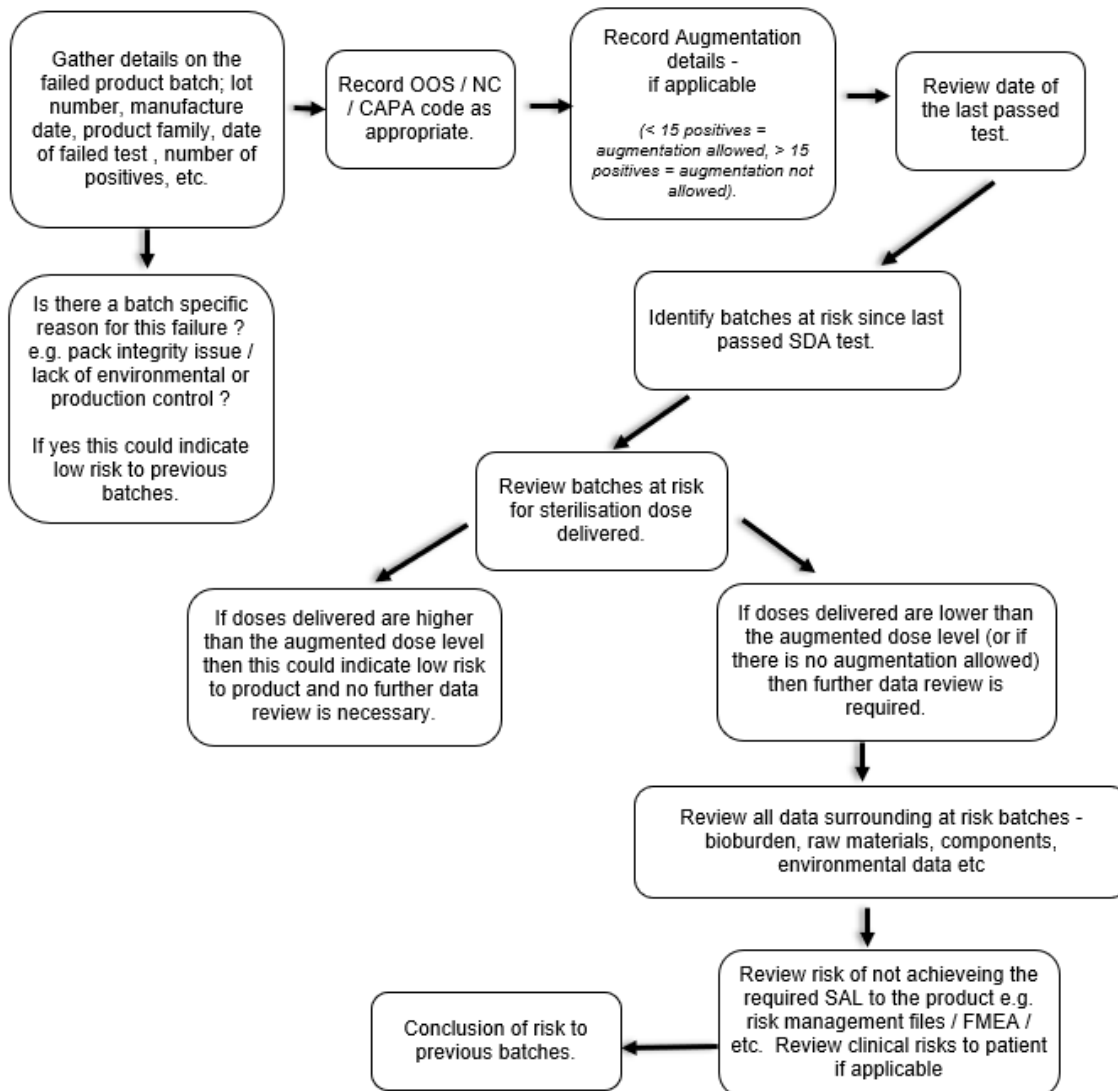 Gather details on the
failed product batch; lot
number, manufacture
date, product family, date
of failed test , number of
positives, etc.
Record OOS / NC
/ CAPA code as
appropriate.
Record Augmentation
details -
if applicable
(< 15 positives =
augmentation allowed, > 15
positives = augmentation not
allowed).
Review date of
the last passed
test.
Is there a batch specific
reason for this failure ?
e.g. pack integrity issue /
lack of environmental or
production control ?
If yes this could indicate
low risk to previous
batches.
Identify batches at risk since last
passed SDA test.
Review batches at risk
for sterilisation dose
delivered.
If doses delivered are higher
than the augmented dose level
then this could indicate low risk
to product and no further data
review is necessary.
If doses delivered are lower than
the augmented dose level (or if
there is no augmentation allowed)
then further data review is
required.
Review all data surrounding at risk batches -
bioburden, raw materials, components,
environmental data etc
Review risk of not achieveing the
required SAL to the product e.g.
risk management files / FMEA /
etc. Review clinical risks to patient
if applicable
Conclusion of risk to
previous batches.